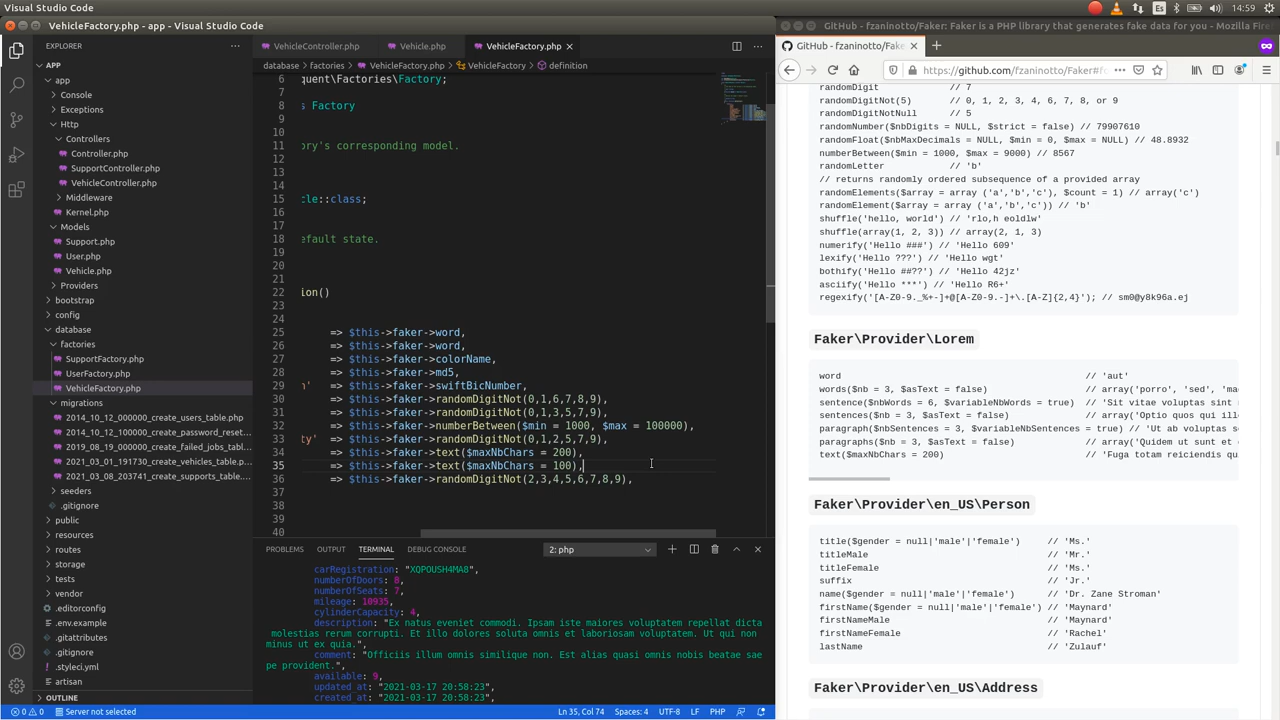 Visual Studio Code
Es
14:59
VehicleFactory.php - app - Visual Studio Code
GitHub - fzaninotto/Faker: Faker is a PHP library that generates fake data for you - Mozilla Fire
EXPLORER
APP
app
Console
Exceptions
Http
Controllers
Controller.php
SupportController.php
VehicleController.php
Middleware
Kernel.php
Models
Support.php
User.php
Vehicle.php
Providers
bootstrap
config
database
factories
SupportFactory.php
UserFactory.php
VehicleFactory.php
migrations
2014_10_12_000000_create_users_table.php
2014_10_12_100000_create_password_reset...
2019_08_19_000000_create_failed_jobs_table...
2021_03_01_191730_create_vehicles_table.php
2021_03_08_203741_create_supports_table.php
seeders
.gitignore
public
resources
routes
storage
tests
vendor
.editorconfig
.env.example
.gitattributes
.gitignore
.styleci.yml
artisan
OUTLINE
VehicleController.php
Vehicle.php
VehicleFactory.php
database > factories > VehicleFactory.php > VehicleFactory > definition
6 quent\Factories\Factory;
7
8 s Factory
9
10
11 ory's corresponding model.
12
13
14
15 cle::class;
16
17
18 efault state.
19
20
21
22 ion()
23
24
25 => $this->faker->word,
26 => $this->faker->word,
27 => $this->faker->colorName,
28 => $this->faker->md5,
29 n' => $this->faker->swiftBicNumber,
30 => $this->faker->randomDigitNot(0,1,6,7,8,9),
31 => $this->faker->randomDigitNot(0,1,3,5,7,9),
32 => $this->faker->numberBetween($min = 1000, $max = 100000),
33 ty' => $this->faker->randomDigitNot(0,1,2,5,7,9),
34 => $this->faker->text($maxNbChars = 200),
35 => $this->faker->text($maxNbChars = 100),
36 => $this->faker->randomDigitNot(2,3,4,5,6,7,8,9),
37
38
39
40
PROBLEMS OUTPUT TERMINAL DEBUG CONSOLE
2: php
carRegistration: "XQPOUSH4MA8",
numberOfDoors: 8,
numberOfSeats: 7,
mileage: 10935,
cylinderCapacity: 4,
description: "Ex natus eveniet commodi. Ipsam iste maiores voluptatem repellat dicta
molestias rerum corrupti. Et illo dolores soluta omnis et laboriosam voluptatem. Ut qui non
minus ut ex quia.",
comment: "Officiis illum omnis similique non. Est alias quasi omnis nobis beatae sae
pe provident.",
available: 9,
updated_at: "2021-03-17 20:58:23",
created_at: "2021-03-17 20:58:23",
0 0 Server not selected
Ln 35, Col 74 Spaces: 4 UTF-8 LF PHP
GitHub - fzaninotto/Fake
https://github.com/fzaninotto/Faker#f
randomDigit // 7
randomDigitNot(5) // 0, 1, 2, 3, 4, 6, 7, 8, or 9
randomDigitNotNull // 5
randomNumber($nbDigits = NULL, $strict = false) // 79907610
randomFloat($nbMaxDecimals = NULL, $min = 0, $max = NULL) // 48.8932
numberBetween($min = 1000, $max = 9000) // 8567
randomLetter // 'b'
// returns randomly ordered subsequence of a provided array
randomElements($array = array ('a','b','c'), $count = 1) // array('c')
randomElement($array = array ('a','b','c')) // 'b'
shuffle('hello, world') // 'rlo,h eoldlw'
shuffle(array(1, 2, 3)) // array(2, 1, 3)
numerify('Hello ###') // 'Hello 609'
lexify('Hello ???') // 'Hello wgt'
bothify('Hello ##??') // 'Hello 42jz'
asciify('Hello ***') // 'Hello R6+'
regexify('[A-Z0-9._%+-]+@[A-Z0-9.-]+\.[A-Z]{2,4}'); // sm0@y8k96a.ej
Faker\Provider\Lorem
word // 'aut'
words($nb = 3, $asText = false) // array('porro', 'sed', 'ma
sentence($nbWords = 6, $variableNbWords = true) // 'Sit vitae voluptas sint
sentences($nb = 3, $asText = false) // array('Optio quos qui ill
paragraph($nbSentences = 3, $variableNbSentences = true) // 'Ut ab voluptas
paragraphs($nb = 3, $asText = false) // array('Quidem ut sunt et
text($maxNbChars = 200) // 'Fuga totam reiciendis qu
Faker\Provider\en_US\Person
title($gender = null|'male'|'female') // 'Ms.'
titleMale // 'Mr.'
titleFemale // 'Ms.'
suffix // 'Jr.'
name($gender = null|'male'|'female') // 'Dr. Zane Stroman'
firstName($gender = null|'male'|'female') // 'Maynard'
firstNameMale // 'Maynard'
firstNameFemale // 'Rachel'
lastName // 'Zulauf'
Faker\Provider\en_US\Address